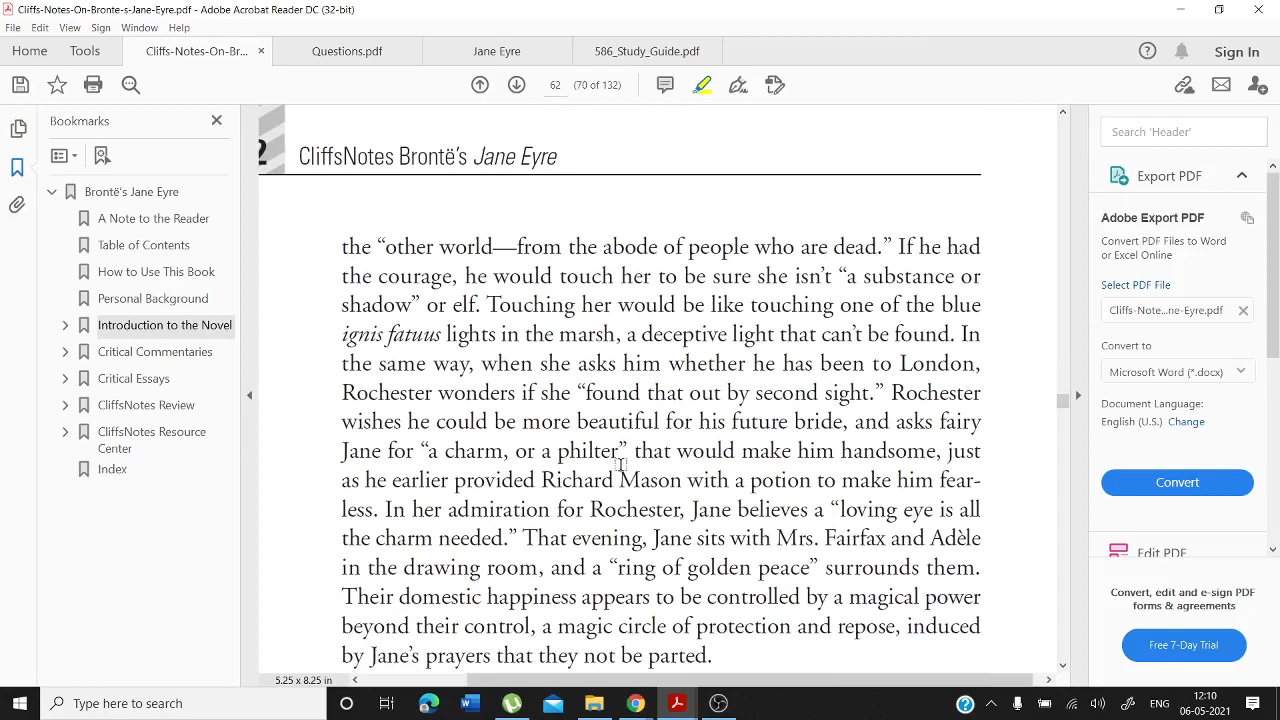 Cliffs-Notes-On-Bronte-s-Jane-Eyre.pdf - Adobe Acrobat Reader DC (32-bit)
File Edit View Sign Window Help
Home Tools Cliffs-Notes-On-Br... × Questions.pdf Jane Eyre 586_Study_Guide.pdf Sign In
62 (70 of 132)
Bookmarks
Brontë's Jane Eyre
A Note to the Reader
Table of Contents
How to Use This Book
Personal Background
Introduction to the Novel
Critical Commentaries
Critical Essays
CliffsNotes Review
CliffsNotes Resource
Center
Index
2 CliffsNotes Brontë's Jane Eyre
the “other world—from the abode of people who are dead.” If he had
the courage, he would touch her to be sure she isn't “a substance or
shadow” or elf. Touching her would be like touching one of the blue
ignis fatuus lights in the marsh, a deceptive light that can't be found. In
the same way, when she asks him whether he has been to London,
Rochester wonders if she “found that out by second sight.” Rochester
wishes he could be more beautiful for his future bride, and asks fairy
Jane for “a charm, or a philter” that would make him handsome, just
as he earlier provided Richard Mason with a potion to make him fear-
less. In her admiration for Rochester, Jane believes a “loving eye is all
the charm needed.” That evening, Jane sits with Mrs. Fairfax and Adèle
in the drawing room, and a “ring of golden peace” surrounds them.
Their domestic happiness appears to be controlled by a magical power
beyond their control, a magic circle of protection and repose, induced
by Jane's prayers that they not be parted.
5.25 x 8.25 in
Search 'Header'
Export PDF
Adobe Export PDF
Convert PDF Files to Word
or Excel Online
Select PDF File
Cliffs-Note...ne-Eyre.pdf
Convert to
Microsoft Word (*.docx)
Document Language:
English (U.S.) Change
Convert
Edit PDF
Convert, edit and e-sign PDF
forms & agreements
Free 7-Day Trial
Type here to search
ENG
12:10
06-05-2021